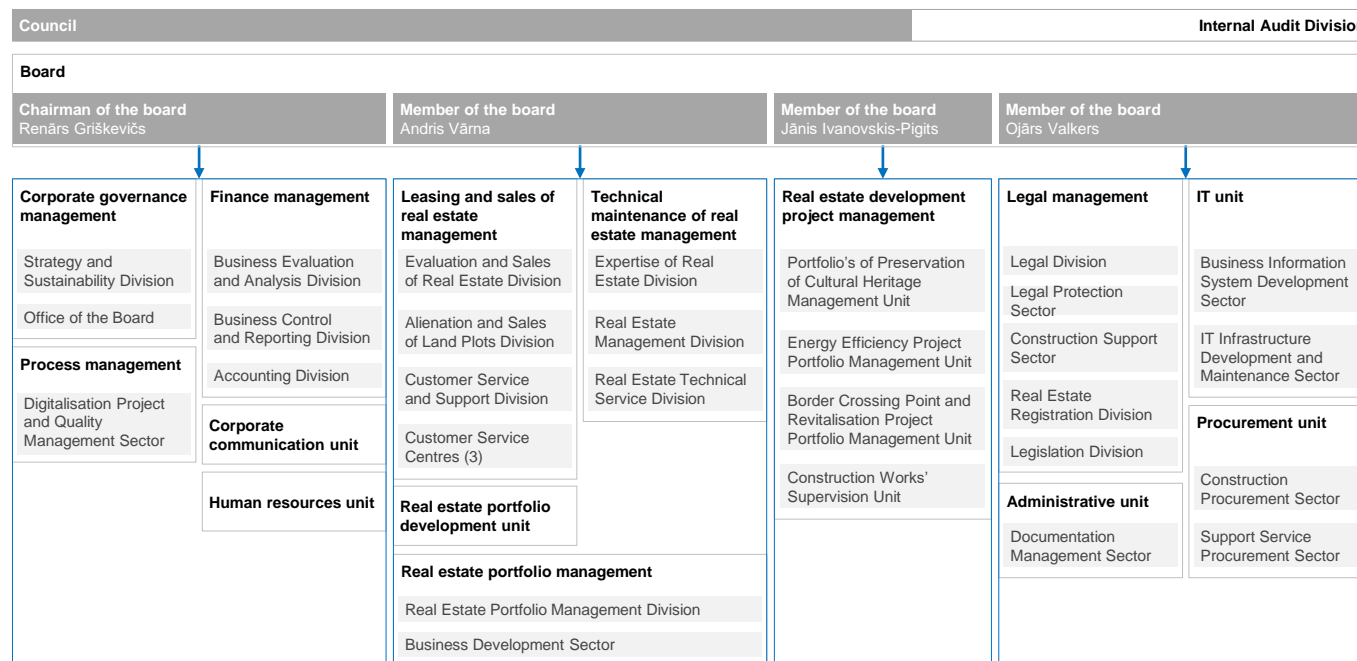 Council
Internal Audit Division
Board
Chairman of the board
Renārs Griškevičs
Member of the board
Andris Vārna
Member of the board
Jānis Ivanovskis-Pigits
Member of the board
Ojārs Valkers
Corporate governance
management
Strategy and
Sustainability Division
Office of the Board
Process management
Digitalisation Project
and Quality
Management Sector
Finance management
Business Evaluation
and Analysis Division
Business Control
and Reporting Division
Accounting Division
Corporate
communication unit
Human resources unit
Leasing and sales of
real estate
management
Evaluation and Sales
of Real Estate Division
Alienation and Sales
of Land Plots Division
Customer Service
and Support Division
Customer Service
Centres (3)
Real estate portfolio
development unit
Technical
maintenance of real
estate management
Expertise of Real
Estate Division
Real Estate
Management Division
Real Estate Technical
Service Division
Real estate portfolio management
Real Estate Portfolio Management Division
Business Development Sector
Real estate development
project management
Portfolio's of Preservation
of Cultural Heritage
Management Unit
Energy Efficiency Project
Portfolio Management Unit
Border Crossing Point and
Revitalisation Project
Portfolio Management Unit
Construction Works'
Supervision Unit
Legal management
Legal Division
Legal Protection
Sector
Construction Support
Sector
Real Estate
Registration Division
Legislation Division
Administrative unit
Documentation
Management Sector
IT unit
Business Information
System Development
Sector
IT Infrastructure
Development and
Maintenance Sector
Procurement unit
Construction
Procurement Sector
Support Service
Procurement Sector